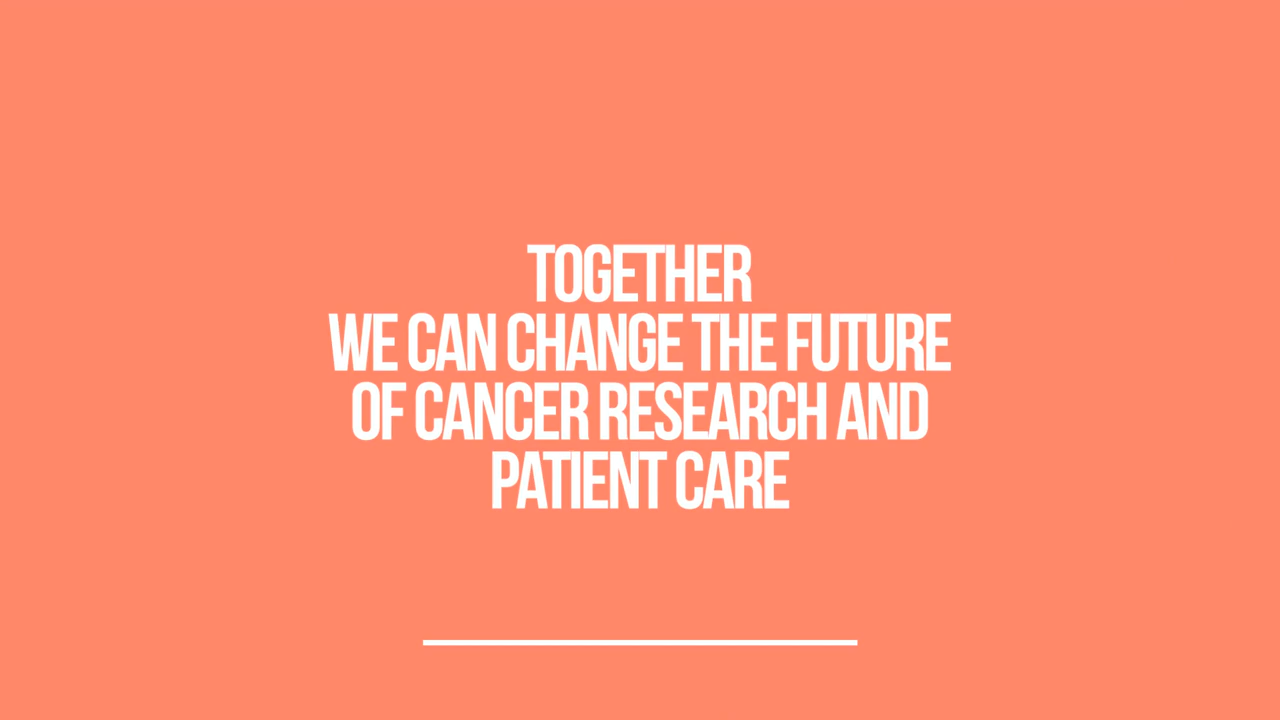 TOGETHER
WE CAN CHANGE THE FUTURE
OF CANCER RESEARCH AND
PATIENT CARE